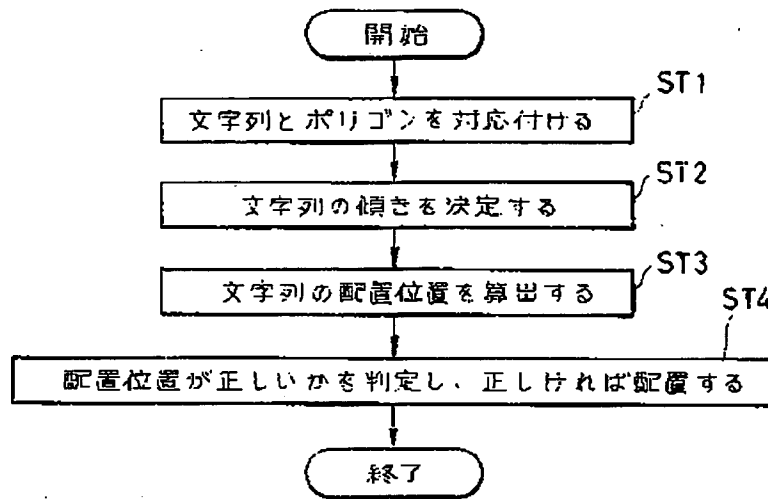 開始
ST1
文字列とポリゴンを対応付ける
ST2
文字列の傾きを決定する
ST3
文字列の配置位置を算出する
ST4
配置位置が正しいかを判定し、正しければ配置する
終了